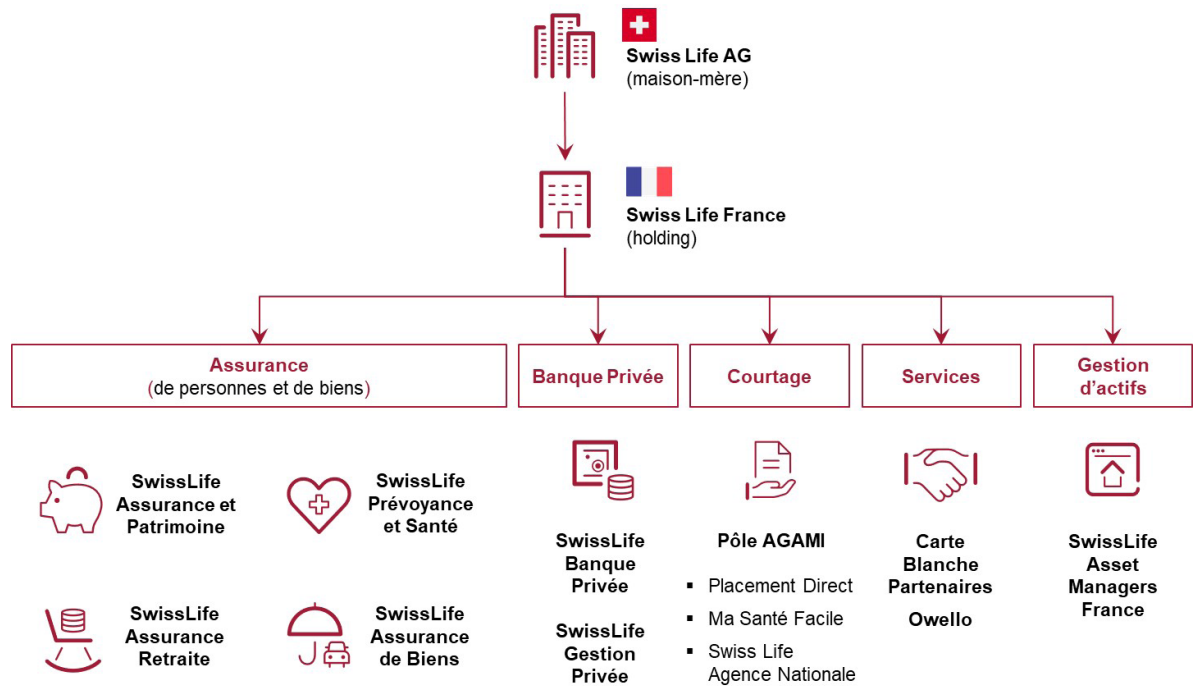 Swiss Life AG
(maison-mère)
Swiss Life France
(holding)
Assurance
(de personnes et de biens)
Banque Privée
Courtage
Services
Gestion
d'actifs
SwissLife
Assurance et
Patrimoine
SwissLife
Prévoyance
et Santé
SwissLife
Assurance
Retraite
SwissLife
Assurance
de Biens
SwissLife
Banque
Privée
SwissLife
Gestion
Privée
Pôle AGAMI
▪ Placement Direct
▪ Ma Santé Facile
▪ Swiss Life
Agence Nationale
Carte
Blanche
Partenaires
Owello
SwissLife
Asset
Managers
France